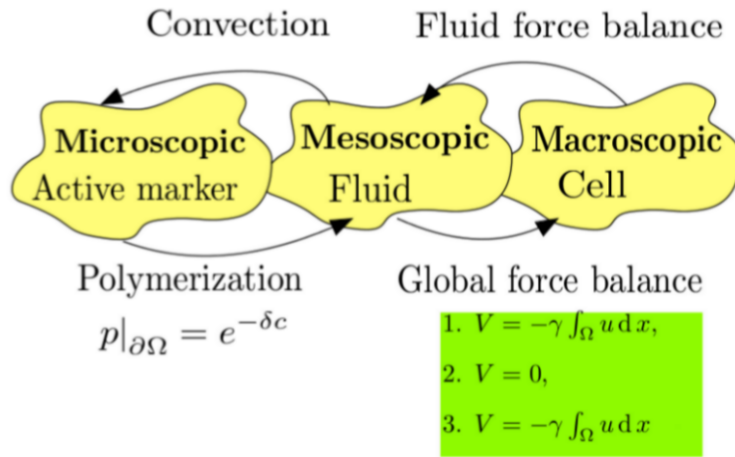 Convection
Fluid force balance
Microscopic
Active marker
Mesoscopic
Fluid
Macroscopic
Cell
Polymerization
p|∂Ω = e^{−δc}
Global force balance
1. V = −γ ∫_Ω u dx,
2. V = 0,
3. V = −γ ∫_Ω u dx